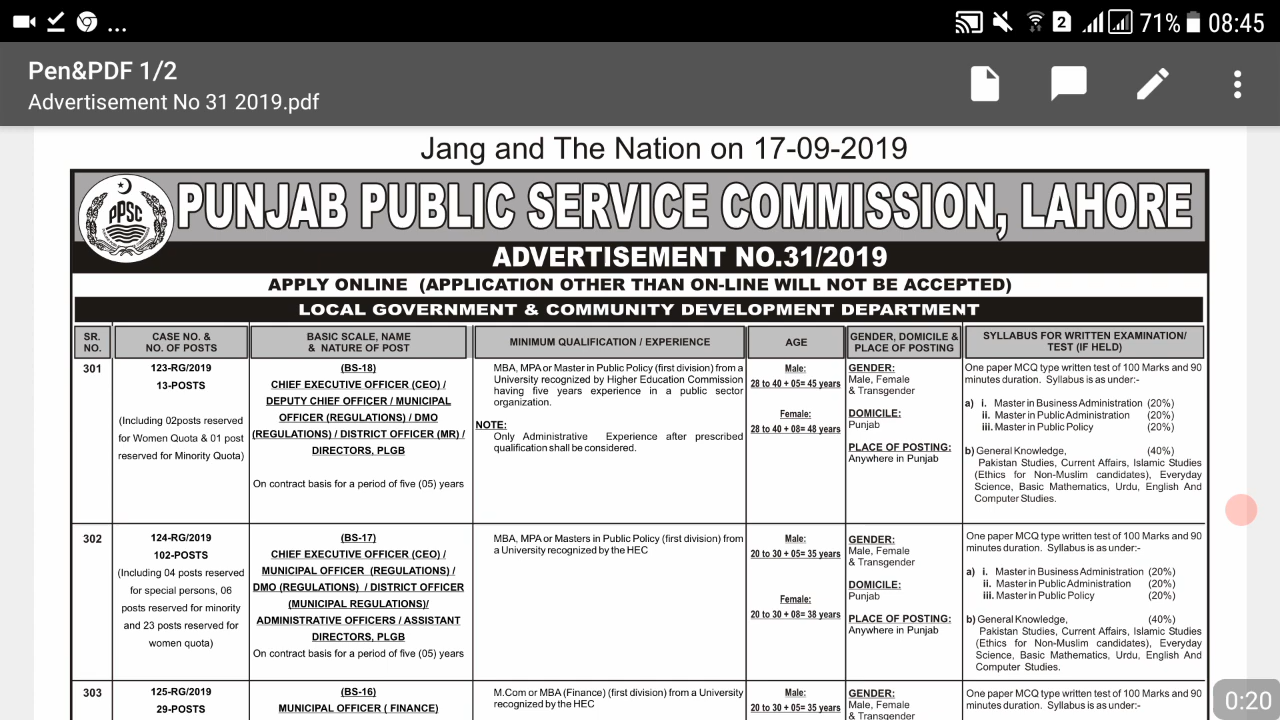 ... 2 71% 08:45
Pen&PDF 1/2
Advertisement No 31 2019.pdf
Jang and The Nation on 17-09-2019
PPSC
PUNJAB PUBLIC SERVICE COMMISSION, LAHORE
ADVERTISEMENT NO.31/2019
APPLY ONLINE (APPLICATION OTHER THAN ON-LINE WILL NOT BE ACCEPTED)
LOCAL GOVERNMENT & COMMUNITY DEVELOPMENT DEPARTMENT
SR. NO.
CASE NO. &
NO. OF POSTS
BASIC SCALE, NAME
& NATURE OF POST
MINIMUM QUALIFICATION / EXPERIENCE
AGE
GENDER, DOMICILE &
PLACE OF POSTING
SYLLABUS FOR WRITTEN EXAMINATION/
TEST (IF HELD)
301
123-RG/2019
13-POSTS
(Including 02posts reserved
for Women Quota & 01 post
reserved for Minority Quota)
(BS-18)
CHIEF EXECUTIVE OFFICER (CEO) /
DEPUTY CHIEF OFFICER / MUNICIPAL
OFFICER (REGULATIONS) / DMO
(REGULATIONS) / DISTRICT OFFICER (MR) /
DIRECTORS, PLGB
On contract basis for a period of five (05) years
MBA, MPA or Master in Public Policy (first division) from a
University recognized by Higher Education Commission
having five years experience in a public sector
organization.
NOTE:
Only Administrative Experience after prescribed
qualification shall be considered.
Male:
28 to 40 + 05= 45 years
Female:
28 to 40 + 08= 48 years
GENDER:
Male, Female
& Transgender
DOMICILE:
Punjab
PLACE OF POSTING:
Anywhere in Punjab
One paper MCQ type written test of 100 Marks and 90
minutes duration. Syllabus is as under:-
a) i. Master in Business Administration (20%)
ii. Master in Public Administration (20%)
iii. Master in Public Policy (20%)
b) General Knowledge, (40%)
Pakistan Studies, Current Affairs, Islamic Studies
(Ethics for Non-Muslim candidates), Everyday
Science, Basic Mathematics, Urdu, English And
Computer Studies.
302
124-RG/2019
102-POSTS
(Including 04 posts reserved
for special persons, 06
posts reserved for minority
and 23 posts reserved for
women quota)
(BS-17)
CHIEF EXECUTIVE OFFICER (CEO) /
MUNICIPAL OFFICER (REGULATIONS) /
DMO (REGULATIONS) / DISTRICT OFFICER
(MUNICIPAL REGULATIONS)/
ADMINISTRATIVE OFFICERS / ASSISTANT
DIRECTORS, PLGB
On contract basis for a period of five (05) years
MBA, MPA or Masters in Public Policy (first division) from
a University recognized by the HEC
Male:
20 to 30 + 05= 35 years
Female:
20 to 30 + 08= 38 years
GENDER:
Male, Female
& Transgender
DOMICILE:
Punjab
PLACE OF POSTING:
Anywhere in Punjab
One paper MCQ type written test of 100 Marks and 90
minutes duration. Syllabus is as under:-
a) i. Master in Business Administration (20%)
ii. Master in Public Administration (20%)
iii. Master in Public Policy (20%)
b) General Knowledge, (40%)
Pakistan Studies, Current Affairs, Islamic Studies
(Ethics for Non-Muslim candidates), Everyday
Science, Basic Mathematics, Urdu, English And
Computer Studies.
303
125-RG/2019
29-POSTS
(BS-16)
MUNICIPAL OFFICER ( FINANCE)
M.Com or MBA (Finance) (first division) from a University
recognized by the HEC
Male:
20 to 30 + 05= 35 years
GENDER:
Male, Female
& Transgender
One paper MCQ type written test of 100 Marks and 90
minutes duration. Syllabus is as under:-
0:20